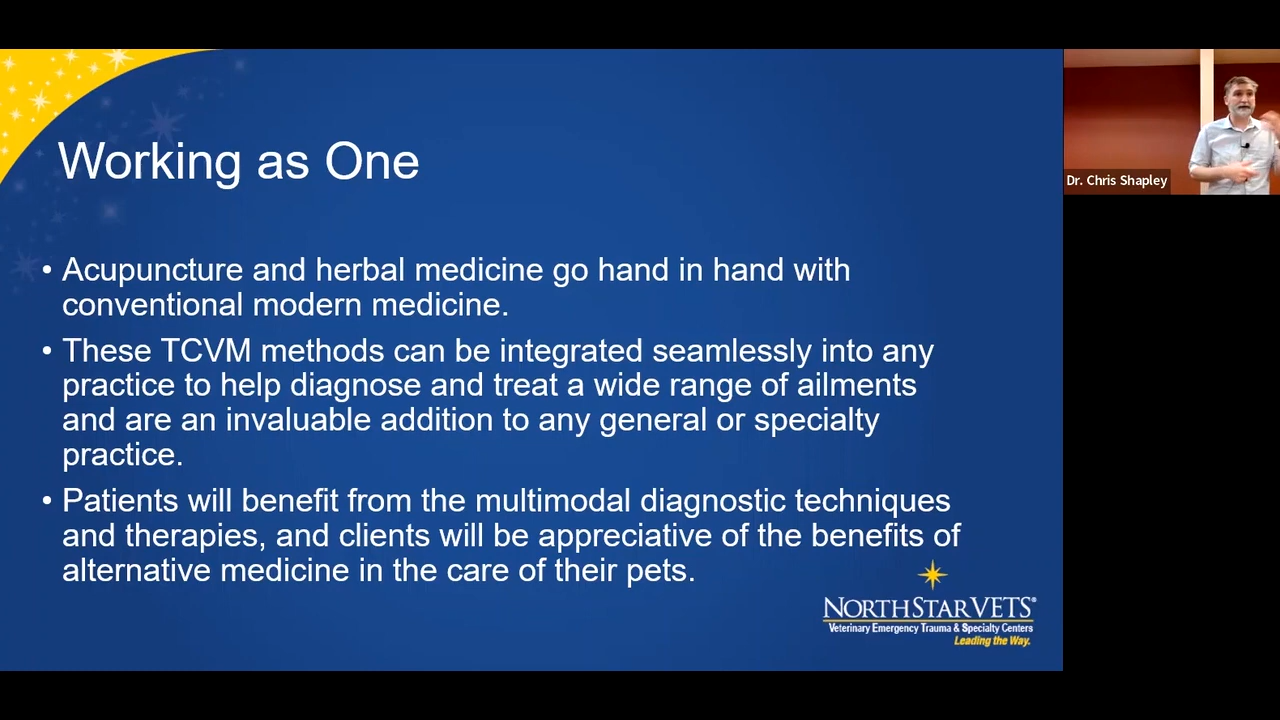 Working as One
• Acupuncture and herbal medicine go hand in hand with
conventional modern medicine.
• These TCVM methods can be integrated seamlessly into any
practice to help diagnose and treat a wide range of ailments
and are an invaluable addition to any general or specialty
practice.
• Patients will benefit from the multimodal diagnostic techniques
and therapies, and clients will be appreciative of the benefits of
alternative medicine in the care of their pets.
NORTHSTARVETS®
Veterinary Emergency Trauma & Specialty Centers
Leading the Way.
Dr. Chris Shapley